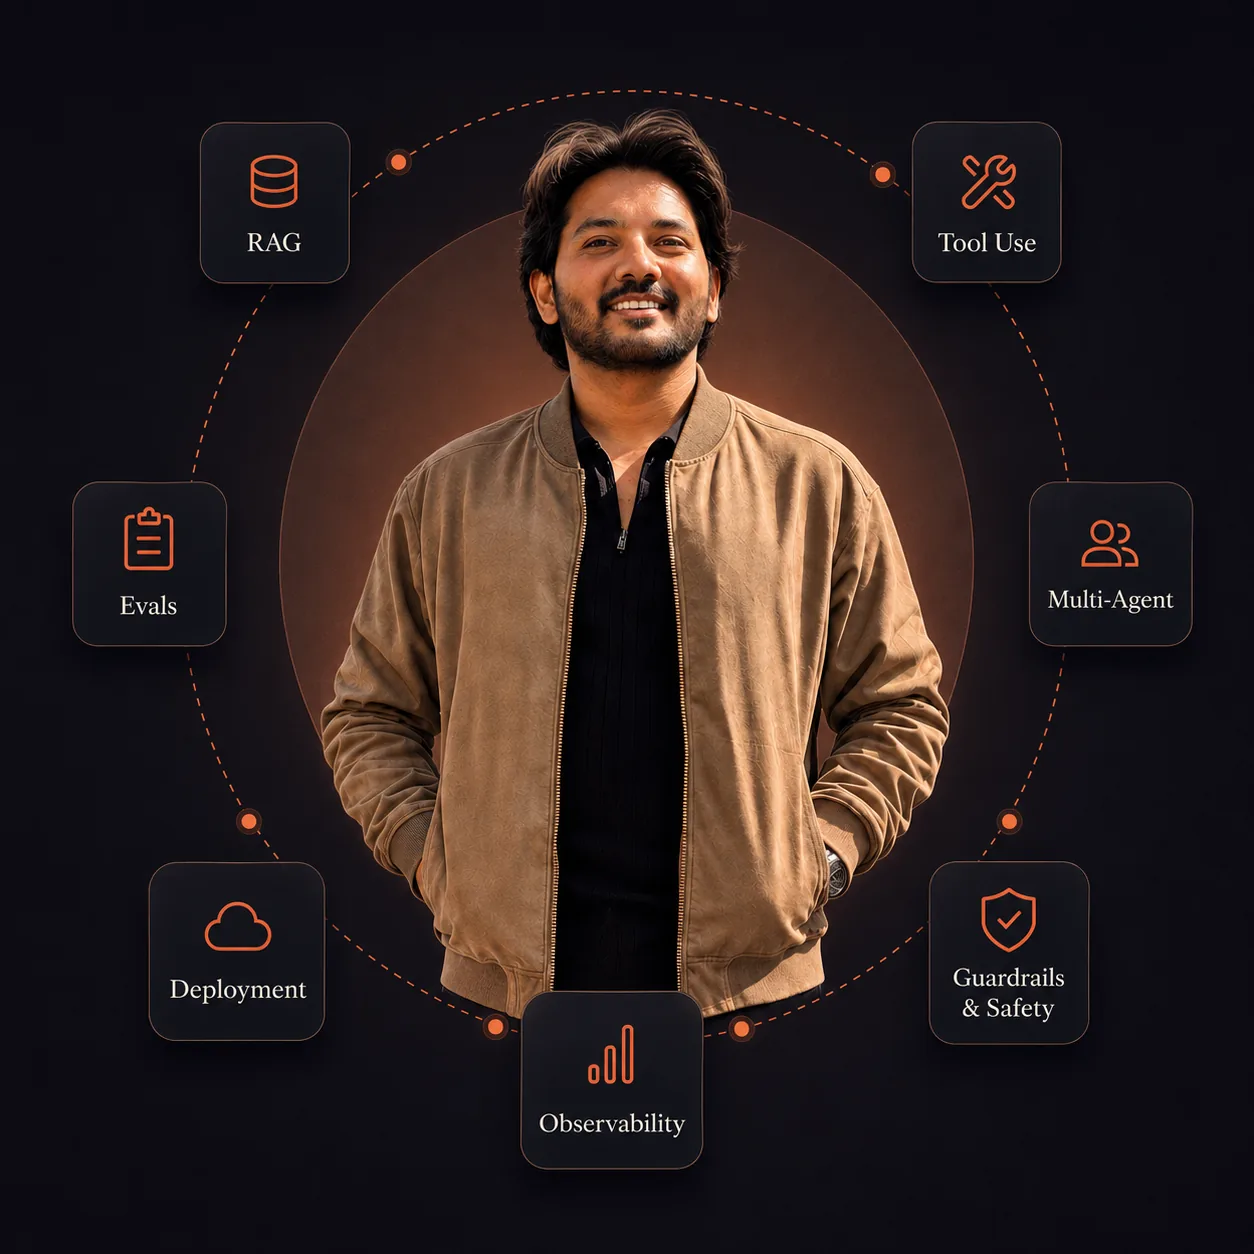 RAG
Tool Use
Evals
Multi-Agent
Deployment
Guardrails
& Safety
Observability